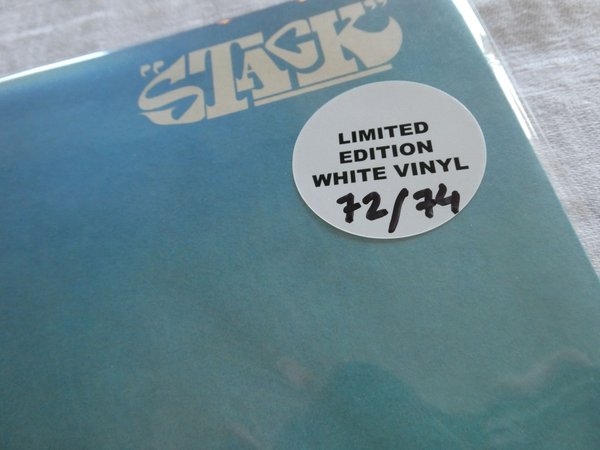 "STACK"
LIMITED
EDITION
WHITE VINYL
72/74